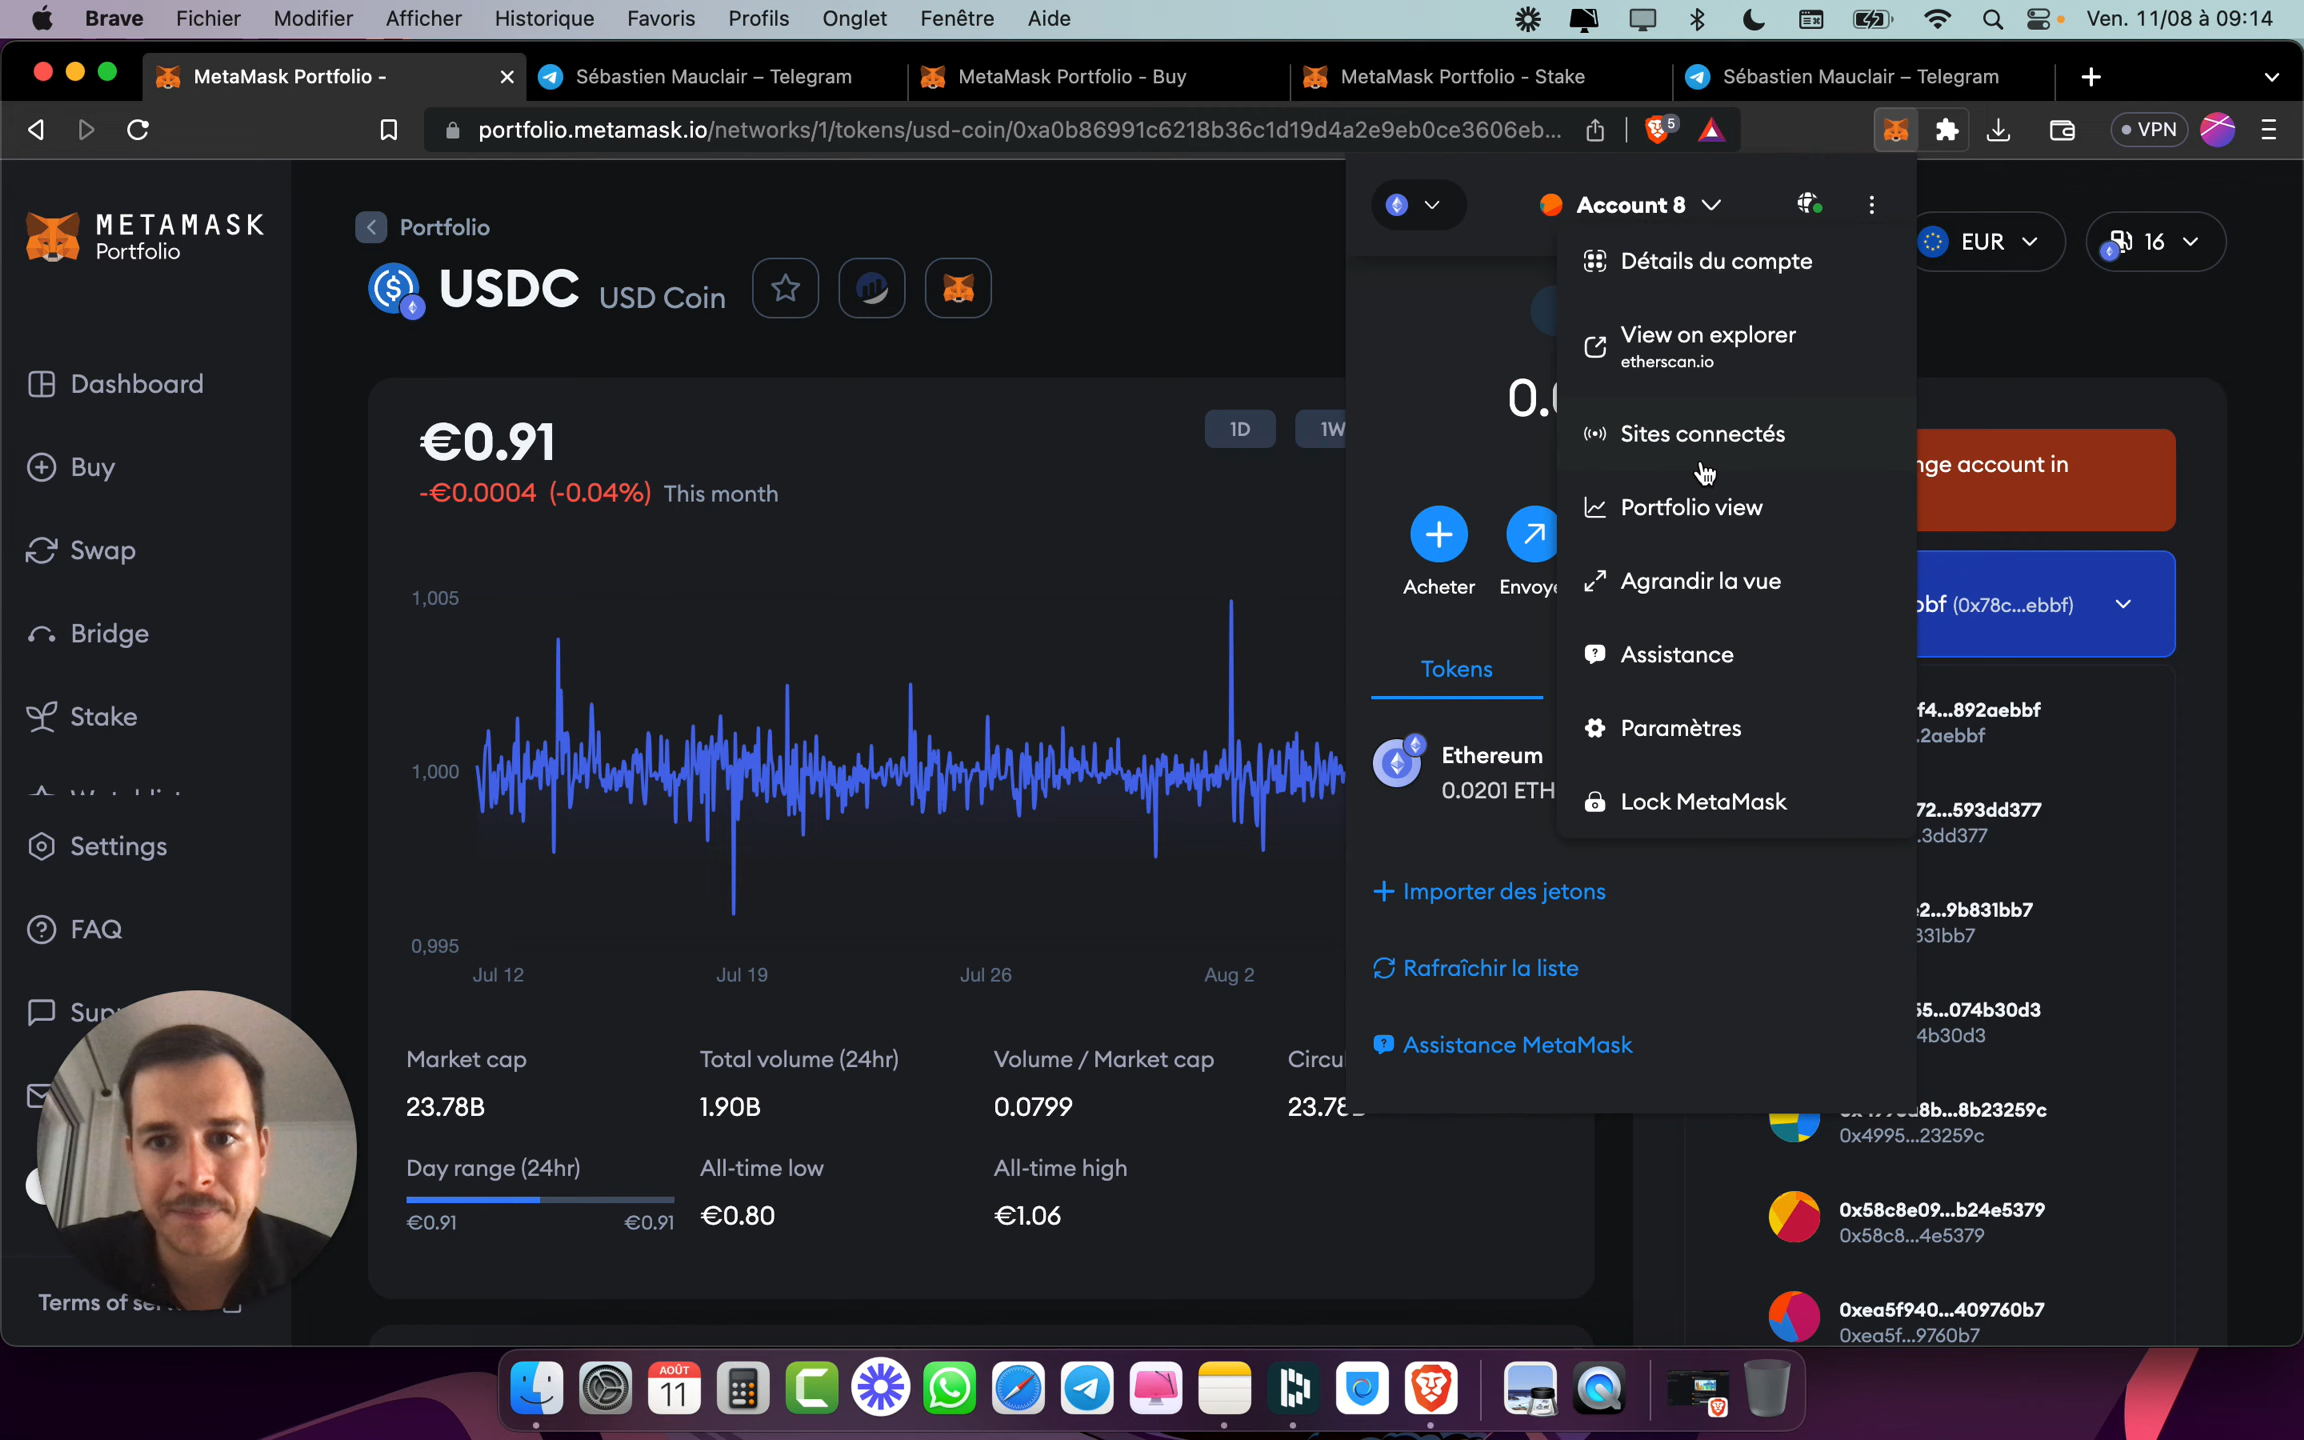 Brave Fichier Modifier Afficher Historique Favoris Profils Onglet Fenêtre Aide
Ven. 11/08 à 09:14
MetaMask Portfolio -
Sébastien Mauclair – Telegram
MetaMask Portfolio - Buy
MetaMask Portfolio - Stake
Sébastien Mauclair – Telegram
portfolio.metamask.io/networks/1/tokens/usd-coin/0xa0b86991c6218b36c1d19d4a2e9eb0ce3606eb...
5
VPN
METAMASK
Portfolio
Dashboard
Buy
Swap
Bridge
Stake
Settings
FAQ
Terms of
Portfolio
USDC USD Coin
€0.91
-€0.0004 (-0.04%) This month
1D
1W
1,005
1,000
0,995
Jul 12
Jul 19
Jul 26
Aug 2
Market cap
23.78B
Total volume (24hr)
1.90B
Volume / Market cap
0.0799
Day range (24hr)
€0.91
€0.91
All-time low
€0.80
All-time high
€1.06
Account 8
Acheter
Tokens
Ethereum
0.0201 ETH
Importer des jetons
Rafraîchir la liste
Assistance MetaMask
Détails du compte
View on explorer
etherscan.io
Sites connectés
Portfolio view
Agrandir la vue
Assistance
Paramètres
Lock MetaMask
EUR
16
account in
(0x78c...ebbf)
f4...892aebbf
.2aebbf
72...593dd377
.3dd377
...9b831bb7
...074b30d3
4b30d3
8b...8b23259c
0x4995...23259c
0x58c8e09...b24e5379
0x58c8...4e5379
0xea5f940...409760b7
0xea5f...9760b7
AOÛT
11